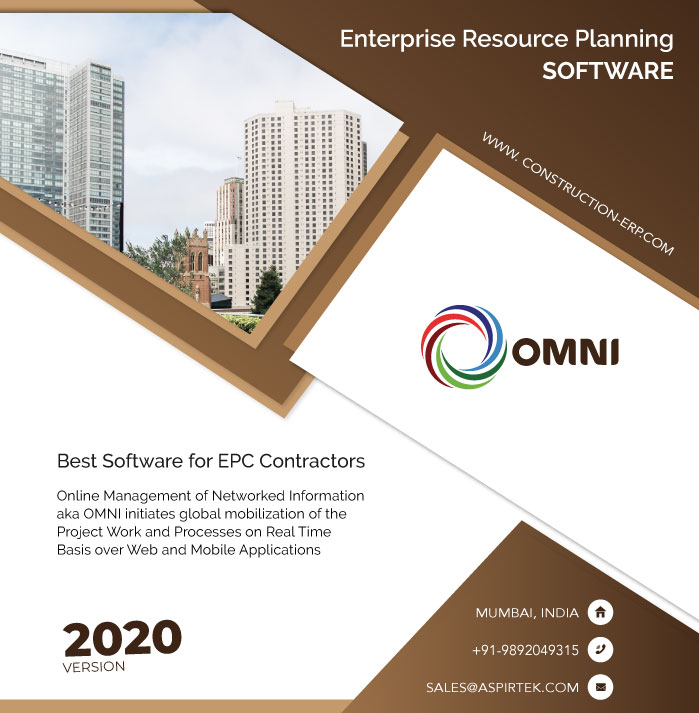 Enterprise Resource Planning
SOFTWARE
WWW. CONSTRUCTION-ERP.COM
OMNI
Best Software for EPC Contractors
Online Management of Networked Information
aka OMNI initiates global mobilization of the
Project Work and Processes on Real Time
Basis over Web and Mobile Applications
2020
VERSION
MUMBAI, INDIA
+91-9892049315
SALES@ASPIRTEK.COM